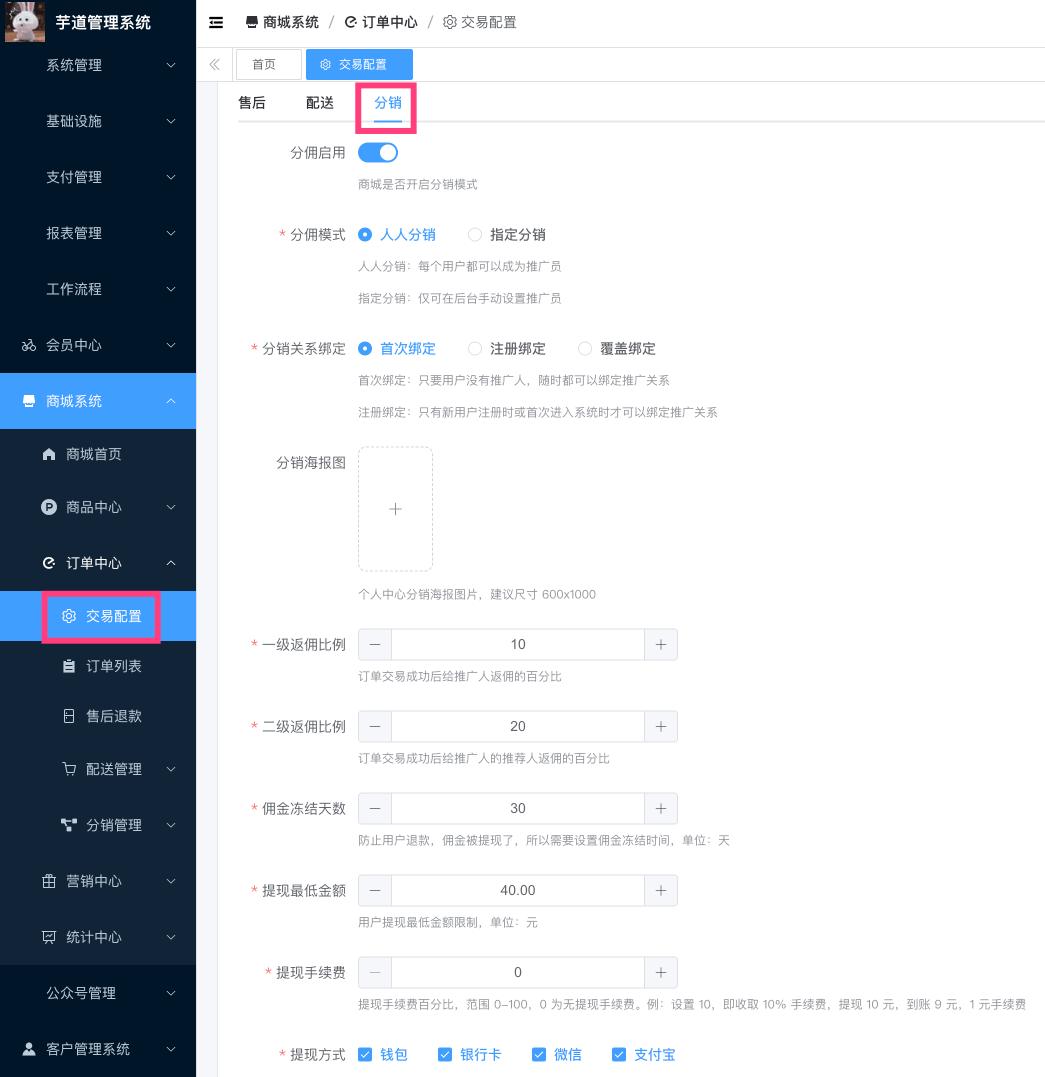 芋道管理系统
系统管理
基础设施
支付管理
报表管理
工作流程
会员中心
商城系统
商城首页
商品中心
订单中心
交易配置
订单列表
售后退款
配送管理
分销管理
营销中心
统计中心
公众号管理
客户管理系统
商城系统 / 订单中心 / 交易配置
首页 交易配置
售后 配送 分销
分佣启用
商城是否开启分销模式
* 分佣模式 人人分销 指定分销
人人分销：每个用户都可以成为推广员
指定分销：仅可在后台手动设置推广员
* 分销关系绑定 首次绑定 注册绑定 覆盖绑定
首次绑定：只要用户没有推广人，随时都可以绑定推广关系
注册绑定：只有新用户注册时或首次进入系统时才可以绑定推广关系
分销海报图
个人中心分销海报图片，建议尺寸 600x1000
* 一级返佣比例 10
订单交易成功后给推广人返佣的百分比
* 二级返佣比例 20
订单交易成功后给推广人的推荐人返佣的百分比
* 佣金冻结天数 30
防止用户退款，佣金被提现了，所以需要设置佣金冻结时间，单位：天
* 提现最低金额 40.00
用户提现最低金额限制，单位：元
* 提现手续费 0
提现手续费百分比，范围 0-100，0 为无提现手续费。例：设置 10，即收取 10% 手续费，提现 10 元，到账 9 元，1 元手续费
* 提现方式 钱包 银行卡 微信 支付宝